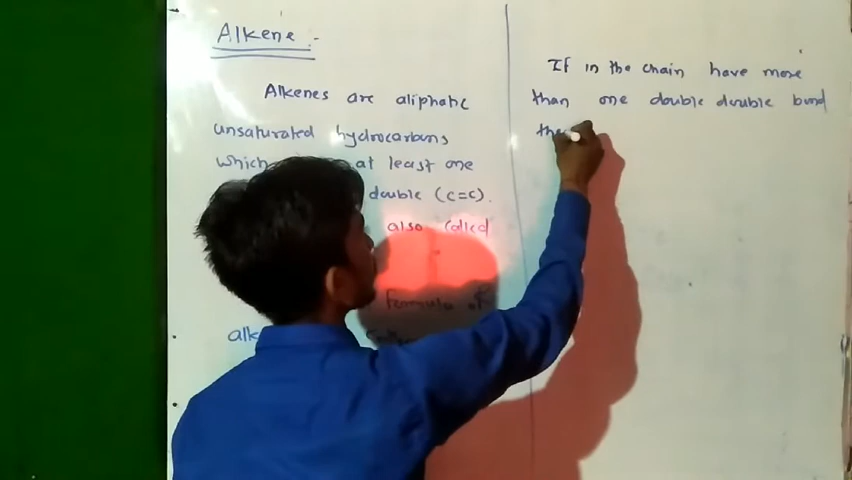 Alkene :-
Alkenes are aliphatic
unsaturated hydrocarbons
which at least one
double (C=C).
also called
formula of
alk
If in the chain have more
than one double double bond
the